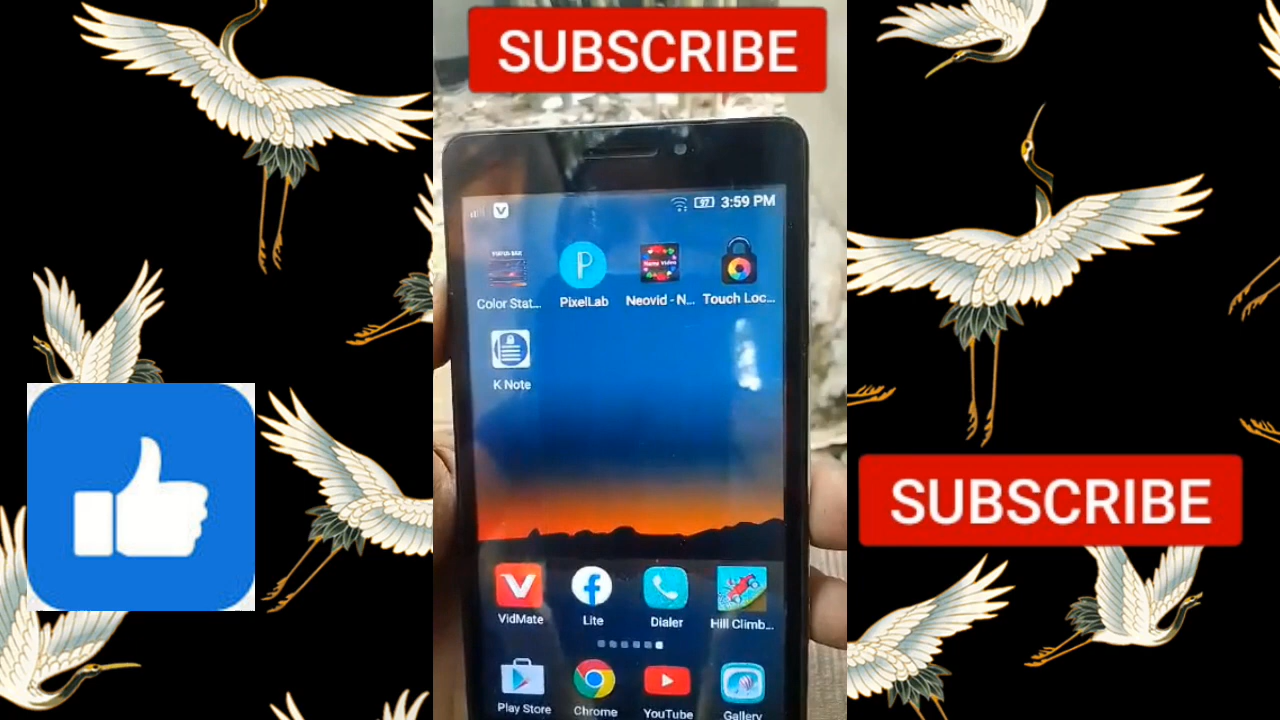 SUBSCRIBE
97 3:59 PM
Color Stat... PixelLab Neovid - N... Touch Loc...
K Note
SUBSCRIBE
VidMate Lite Dialer Hill Climb...
Play Store Chrome YouTube Gallery